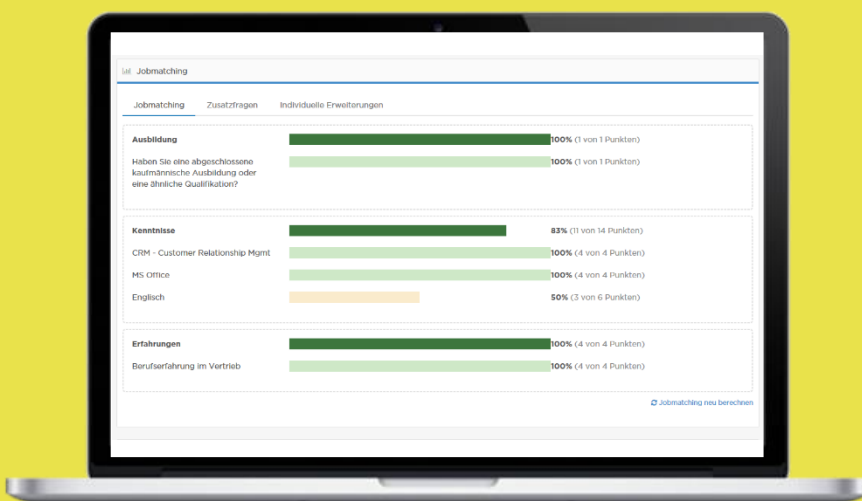 Jobmatching
Jobmatching Zusatzfragen Individuelle Erweiterungen
Ausbildung 100% (1 von 1 Punkten)
Haben Sie eine abgeschlossene 100% (1 von 1 Punkten)
kaufmännische Ausbildung oder
eine ähnliche Qualifikation?
Kenntnisse 83% (11 von 14 Punkten)
CRM - Customer Relationship Mgmt 100% (4 von 4 Punkten)
MS Office 100% (4 von 4 Punkten)
Englisch 50% (3 von 6 Punkten)
Erfahrungen 100% (4 von 4 Punkten)
Berufserfahrung im Vertrieb 100% (4 von 4 Punkten)
Jobmatching neu berechnen